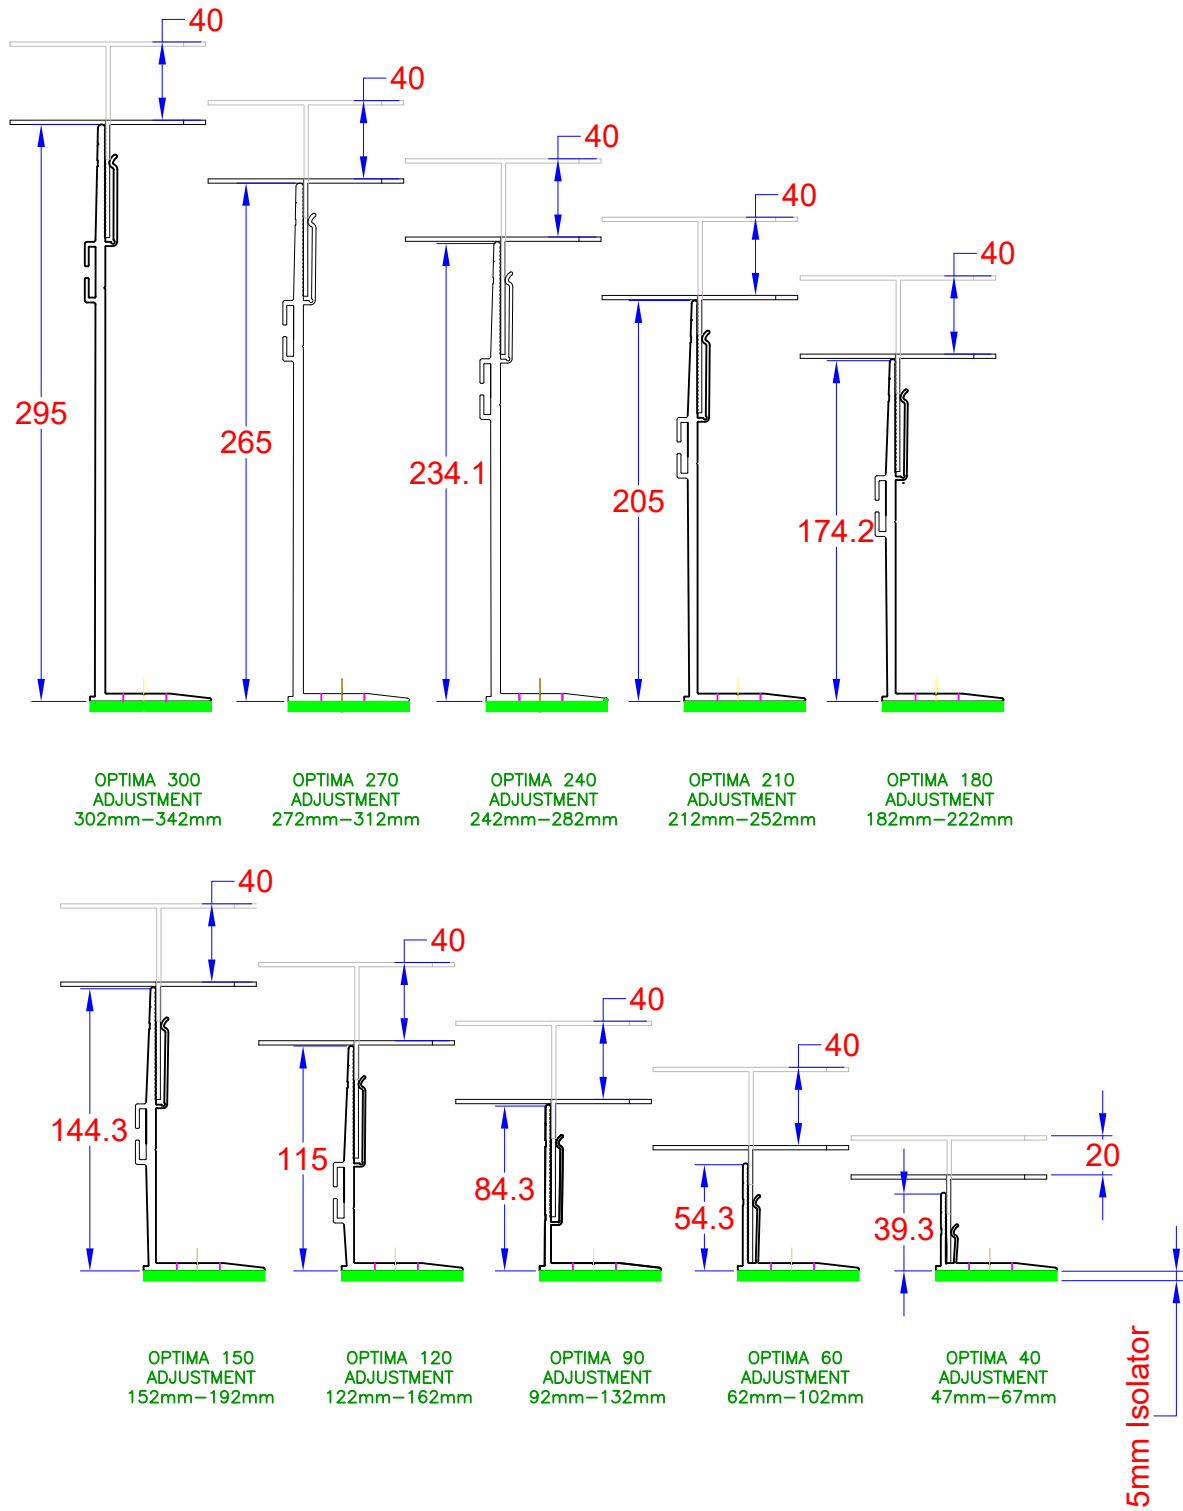 40
40
40
40
40
295
265
234.1
205
174.2
OPTIMA 300
ADJUSTMENT
302mm-342mm
OPTIMA 270
ADJUSTMENT
272mm-312mm
OPTIMA 240
ADJUSTMENT
242mm-282mm
OPTIMA 210
ADJUSTMENT
212mm-252mm
OPTIMA 180
ADJUSTMENT
182mm-222mm
40
40
40
40
20
144.3
115
84.3
54.3
39.3
OPTIMA 150
ADJUSTMENT
152mm-192mm
OPTIMA 120
ADJUSTMENT
122mm-162mm
OPTIMA 90
ADJUSTMENT
92mm-132mm
OPTIMA 60
ADJUSTMENT
62mm-102mm
OPTIMA 40
ADJUSTMENT
47mm-67mm
5mm Isolator